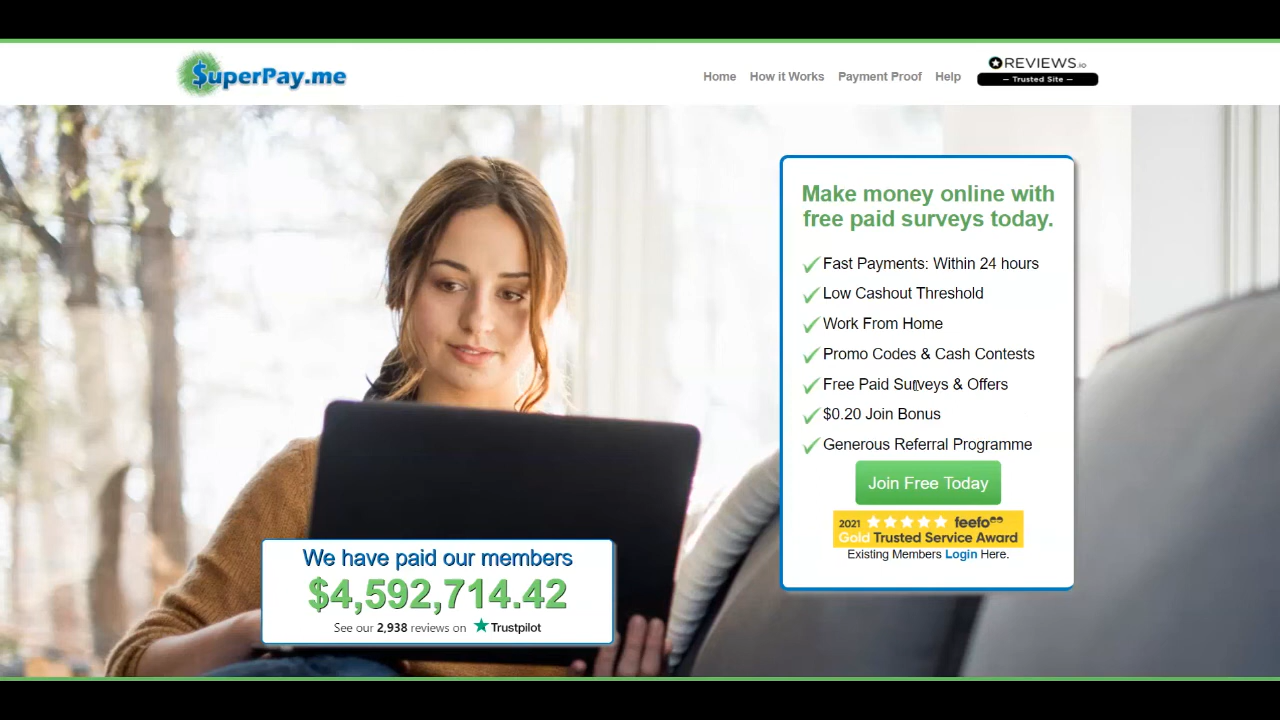 $uperPay.me
Home How it Works Payment Proof Help
REVIEWS.io
— Trusted Site —
Make money online with
free paid surveys today.
Fast Payments: Within 24 hours
Low Cashout Threshold
Work From Home
Promo Codes & Cash Contests
Free Paid Surveys & Offers
$0.20 Join Bonus
Generous Referral Programme
Join Free Today
2021 feefo
Gold Trusted Service Award
Existing Members Login Here.
We have paid our members
$4,592,714.42
See our 2,938 reviews on Trustpilot